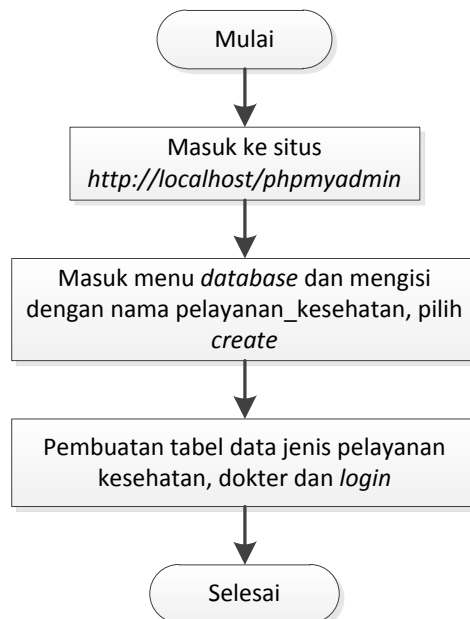 Mulai
Masuk ke situs
http://localhost/phpmyadmin
Masuk menu database dan mengisi
dengan nama pelayanan_kesehatan, pilih
create
Pembuatan tabel data jenis pelayanan
kesehatan, dokter dan login
Selesai